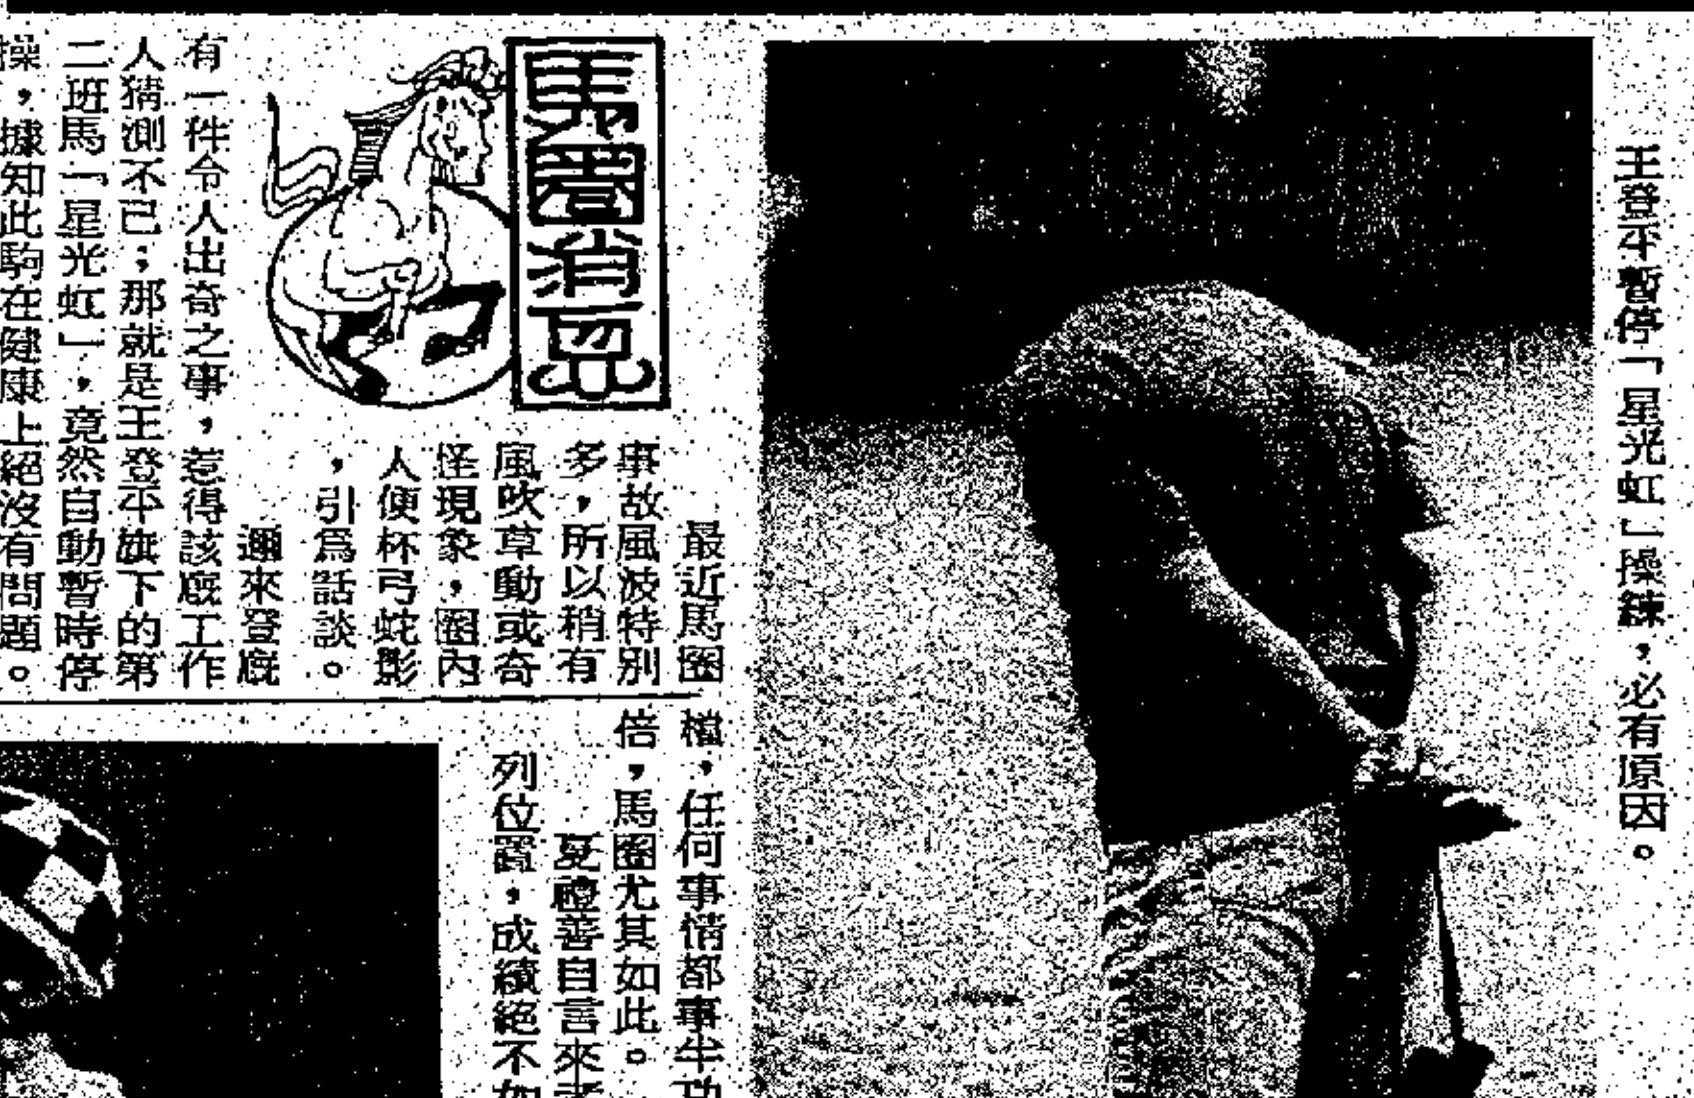 王登平暫停「星光虹」操練,必有原因。
馬圈消息
最近馬圈
事故風波特別
多,所以稍有
風吹草動或奇
怪現象,圈內
人便杯弓蛇影
,引爲話談。
邇來登廐
有一件令人出奇之事,惹得該廐工作
人猜測不已;那就是王登平旗下的第
二班馬「星光虹」,竟然自動暫時停
操,據知此駒在健康上絕沒有問題。
檔,任何事情都事半功
倍,馬圈尤其如此。
夏禮善自言來
列位置,成績絕不如